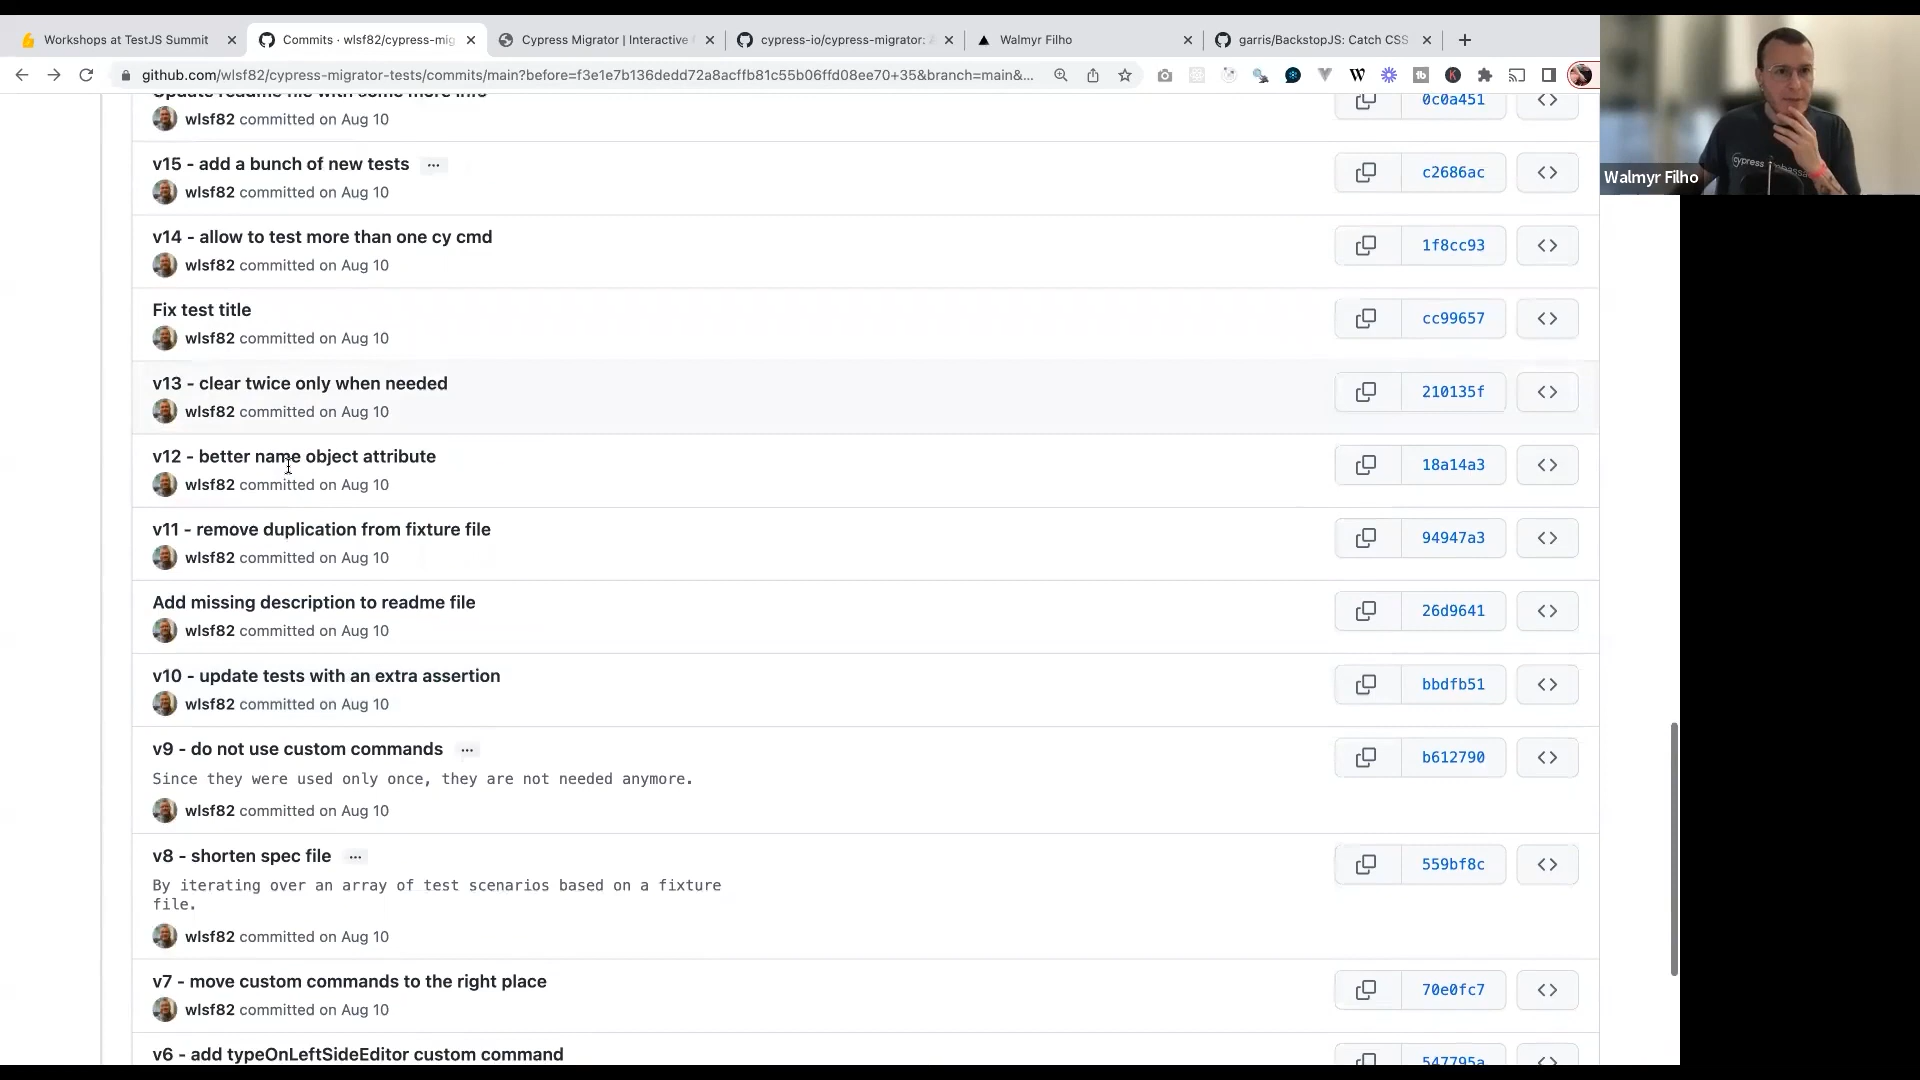 Workshops at TestJS Summit
Commits · wlsf82/cypress-mig
Cypress Migrator | Interactive
cypress-io/cypress-migrator: A
Walmyr Filho
garris/BackstopJS: Catch CSS
github.com/wlsf82/cypress-migrator-tests/commits/main?before=f3e1e7b136dedd72a8acffb81c55b06ffd08ee70+35&branch=main&...
Update readme file with some more info
0c0a451
wlsf82 committed on Aug 10
v15 - add a bunch of new tests ...
c2686ac
wlsf82 committed on Aug 10
v14 - allow to test more than one cy cmd
1f8cc93
wlsf82 committed on Aug 10
Fix test title
cc99657
wlsf82 committed on Aug 10
v13 - clear twice only when needed
210135f
wlsf82 committed on Aug 10
v12 - better name object attribute
18a14a3
wlsf82 committed on Aug 10
v11 - remove duplication from fixture file
94947a3
wlsf82 committed on Aug 10
Add missing description to readme file
26d9641
wlsf82 committed on Aug 10
v10 - update tests with an extra assertion
bbdfb51
wlsf82 committed on Aug 10
v9 - do not use custom commands ...
b612790
Since they were used only once, they are not needed anymore.
wlsf82 committed on Aug 10
v8 - shorten spec file ...
559bf8c
By iterating over an array of test scenarios based on a fixture
file.
wlsf82 committed on Aug 10
v7 - move custom commands to the right place
70e0fc7
wlsf82 committed on Aug 10
v6 - add typeOnLeftSideEditor custom command
547795a
cypress
Walmyr Filho